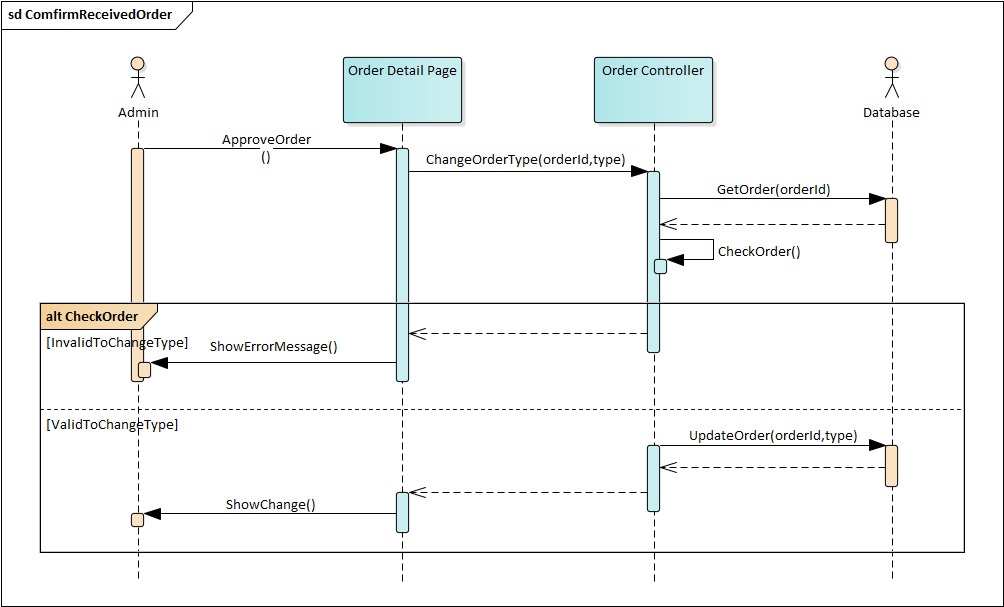 sd ComfirmReceivedOrder
Admin
Order Detail Page
Order Controller
Database
ApproveOrder
()
ChangeOrderType(orderId,type)
GetOrder(orderId)
CheckOrder()
alt CheckOrder
[InvalidToChangeType]
ShowErrorMessage()
[ValidToChangeType]
UpdateOrder(orderId,type)
ShowChange()